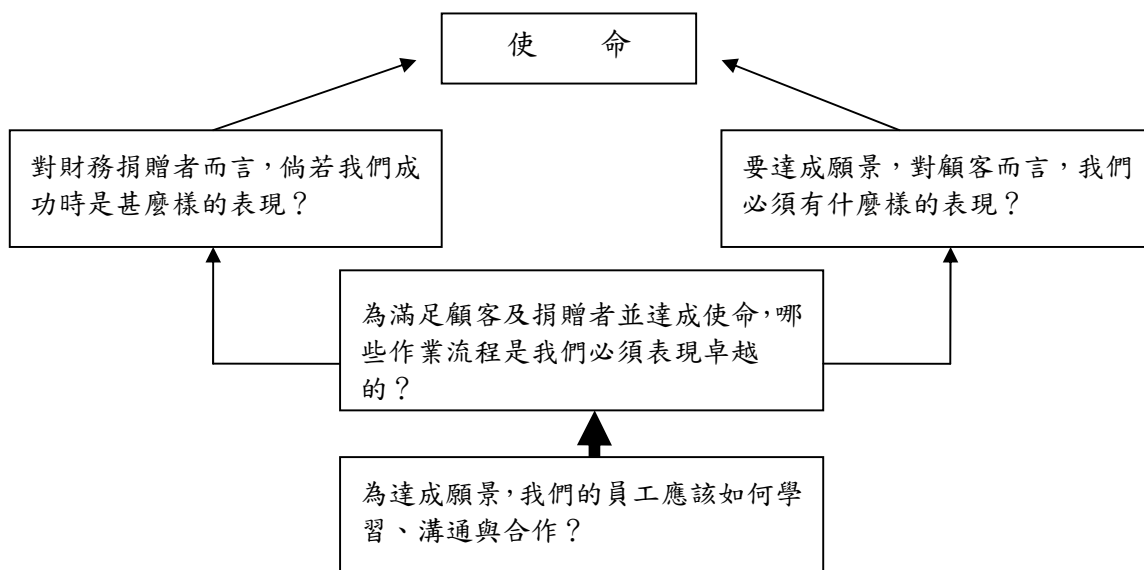 使 命
對財務捐贈者而言，倘若我們成
功時是甚麼樣的表現？
要達成願景，對顧客而言，我們
必須有什麼樣的表現？
為滿足顧客及捐贈者並達成使命，哪
些作業流程是我們必須表現卓越
的？
為達成願景，我們的員工應該如何學
習、溝通與合作？